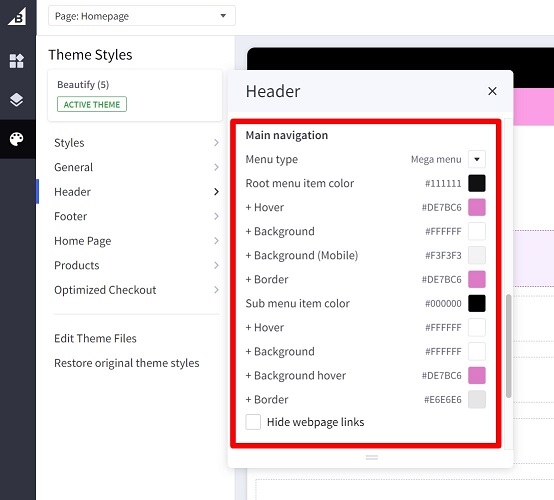 Page: Homepage
Theme Styles
Beautify (5)
ACTIVE THEME
Styles
General
Header
Footer
Home Page
Products
Optimized Checkout
Edit Theme Files
Restore original theme styles
Header
Main navigation
Menu type Mega menu
Root menu item color #111111
+ Hover #DE7BC6
+ Background #FFFFFF
+ Background (Mobile) #F3F3F3
+ Border #DE7BC6
Sub menu item color #000000
+ Hover #FFFFFF
+ Background #FFFFFF
+ Background hover #DE7BC6
+ Border #E6E6E6
Hide webpage links